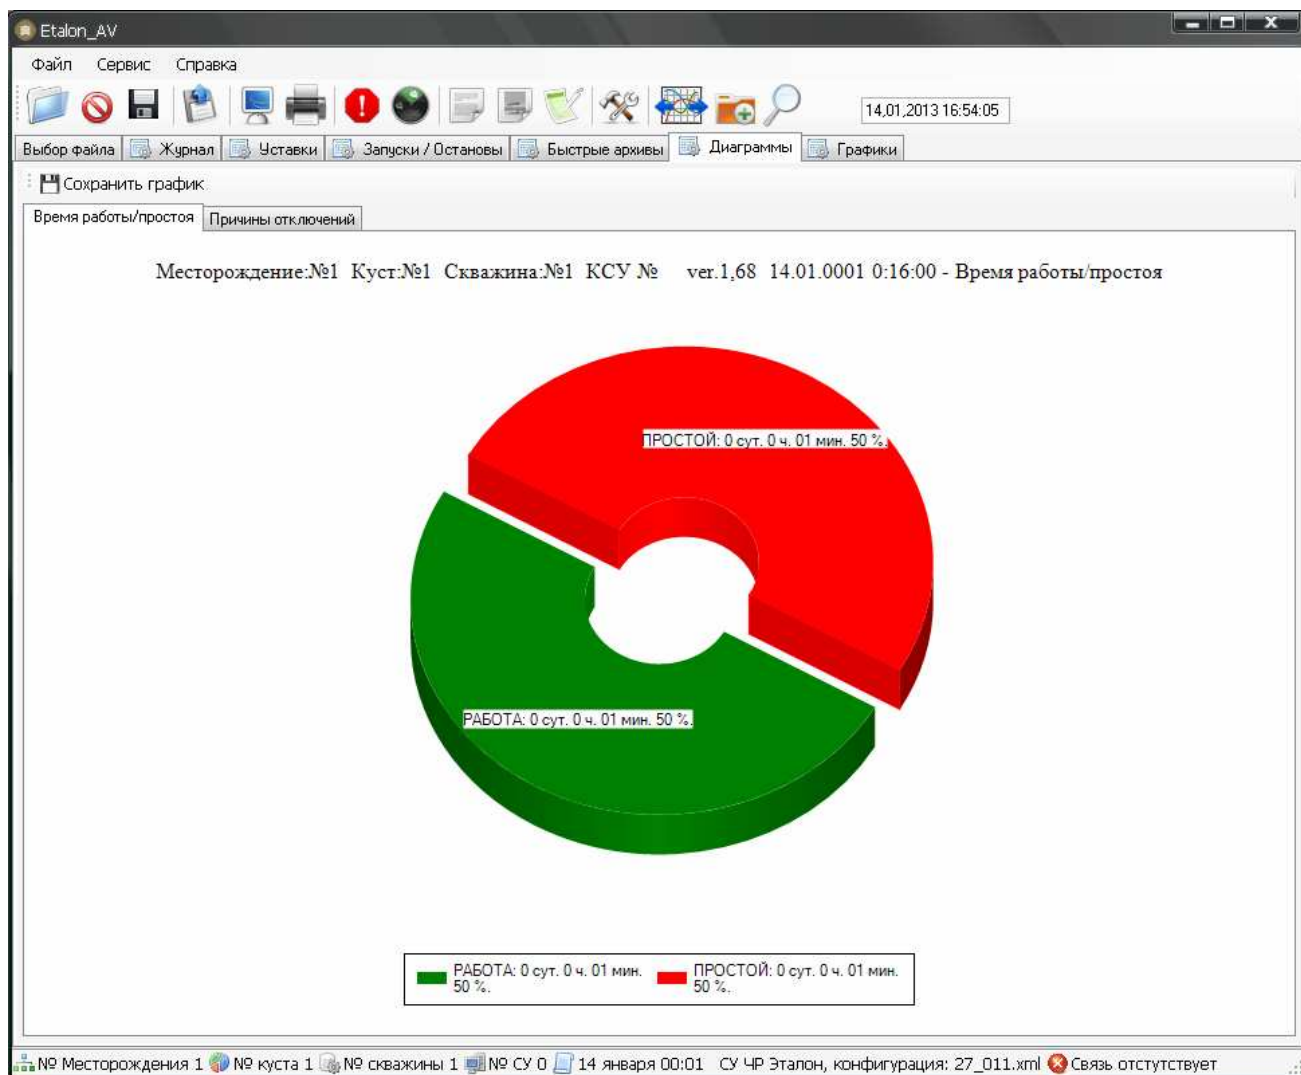 Etalon_AV
Файл Сервис Справка
14,01,2013 16:54:05
Выбор файла Журнал Уставки Запуски / Остановы Быстрые архивы Диаграммы Графики
Сохранить график
Время работы/простоя Причины отключений
Месторождение:№1 Куст:№1 Скважина:№1 КСУ № ver.1,68 14.01.0001 0:16:00 - Время работы/простоя
ПРОСТОЙ: 0 сут. 0 ч. 01 мин. 50 %.
РАБОТА: 0 сут. 0 ч. 01 мин. 50 %.
РАБОТА: 0 сут. 0 ч. 01 мин. 50 %.
ПРОСТОЙ: 0 сут. 0 ч. 01 мин. 50 %.
№ Месторождения 1 № куста 1 № скважины 1 № СУ 0 14 января 00:01 СУ ЧР Эталон, конфигурация: 27_011.xml Связь отстутствует